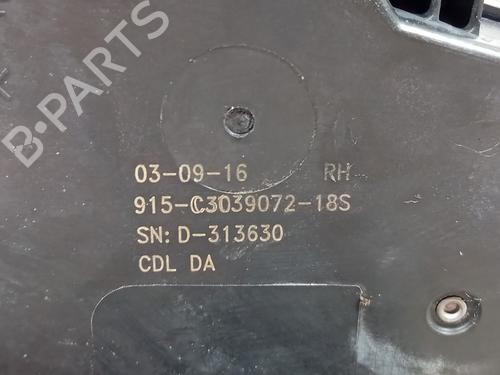 B-PARTS
03-09-16 RH
915-C3039072-18S
SN: D-313630
CDL DA